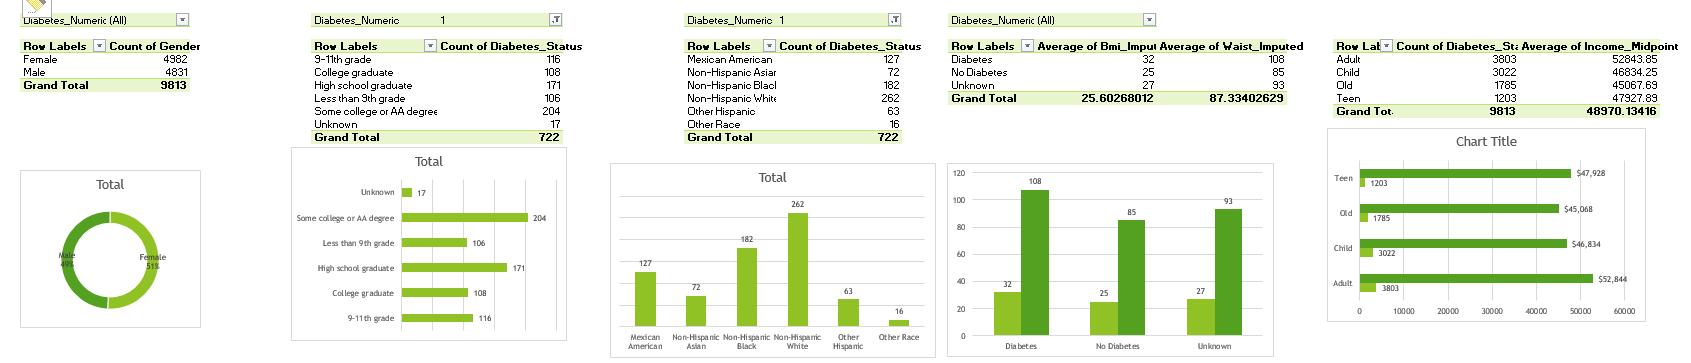 Diabetes_Numeric (All)
Row Labels Count of Gender
Female 4982
Male 4831
Grand Total 9813
Total
Male 49%
Female 51%
Diabetes_Numeric 1
Row Labels Count of Diabetes_Status
9-11th grade 116
College graduate 108
High school graduate 171
Less than 9th grade 106
Some college or AA degree 204
Unknown 17
Grand Total 722
Total
Unknown 17
Some college or AA degree 204
Less than 9th grade 106
High school graduate 171
College graduate 108
9-11th grade 116
Diabetes_Numeric 1
Row Labels Count of Diabetes_Status
Mexican American 127
Non-Hispanic Asian 72
Non-Hispanic Black 182
Non-Hispanic White 262
Other Hispanic 63
Other Race 16
Grand Total 722
Total
127 72 182 262 63 16
Mexican American
Non-Hispanic Asian
Non-Hispanic Black
Non-Hispanic White
Other Hispanic
Other Race
Diabetes_Numeric (All)
Row Labels Average of Bmi_Imput Average of Waist_Imputed
Diabetes 32 108
No Diabetes 25 85
Unknown 27 93
Grand Total 25.60268012 87.33402629
120
100
80
60
40
20
0
32 108 25 85 27 93
Diabetes No Diabetes Unknown
Row Lab Count of Diabetes_Sta Average of Income_Midpoint
Adult 3803 52843.85
Child 3022 46834.25
Old 1785 45067.69
Teen 1203 47927.89
Grand Tot 9813 48970.13416
Chart Title
Teen $47,928
1203
Old $45,068
1785
Child $46,834
3022
Adult $52,844
3803
0 10000 20000 30000 40000 50000 60000